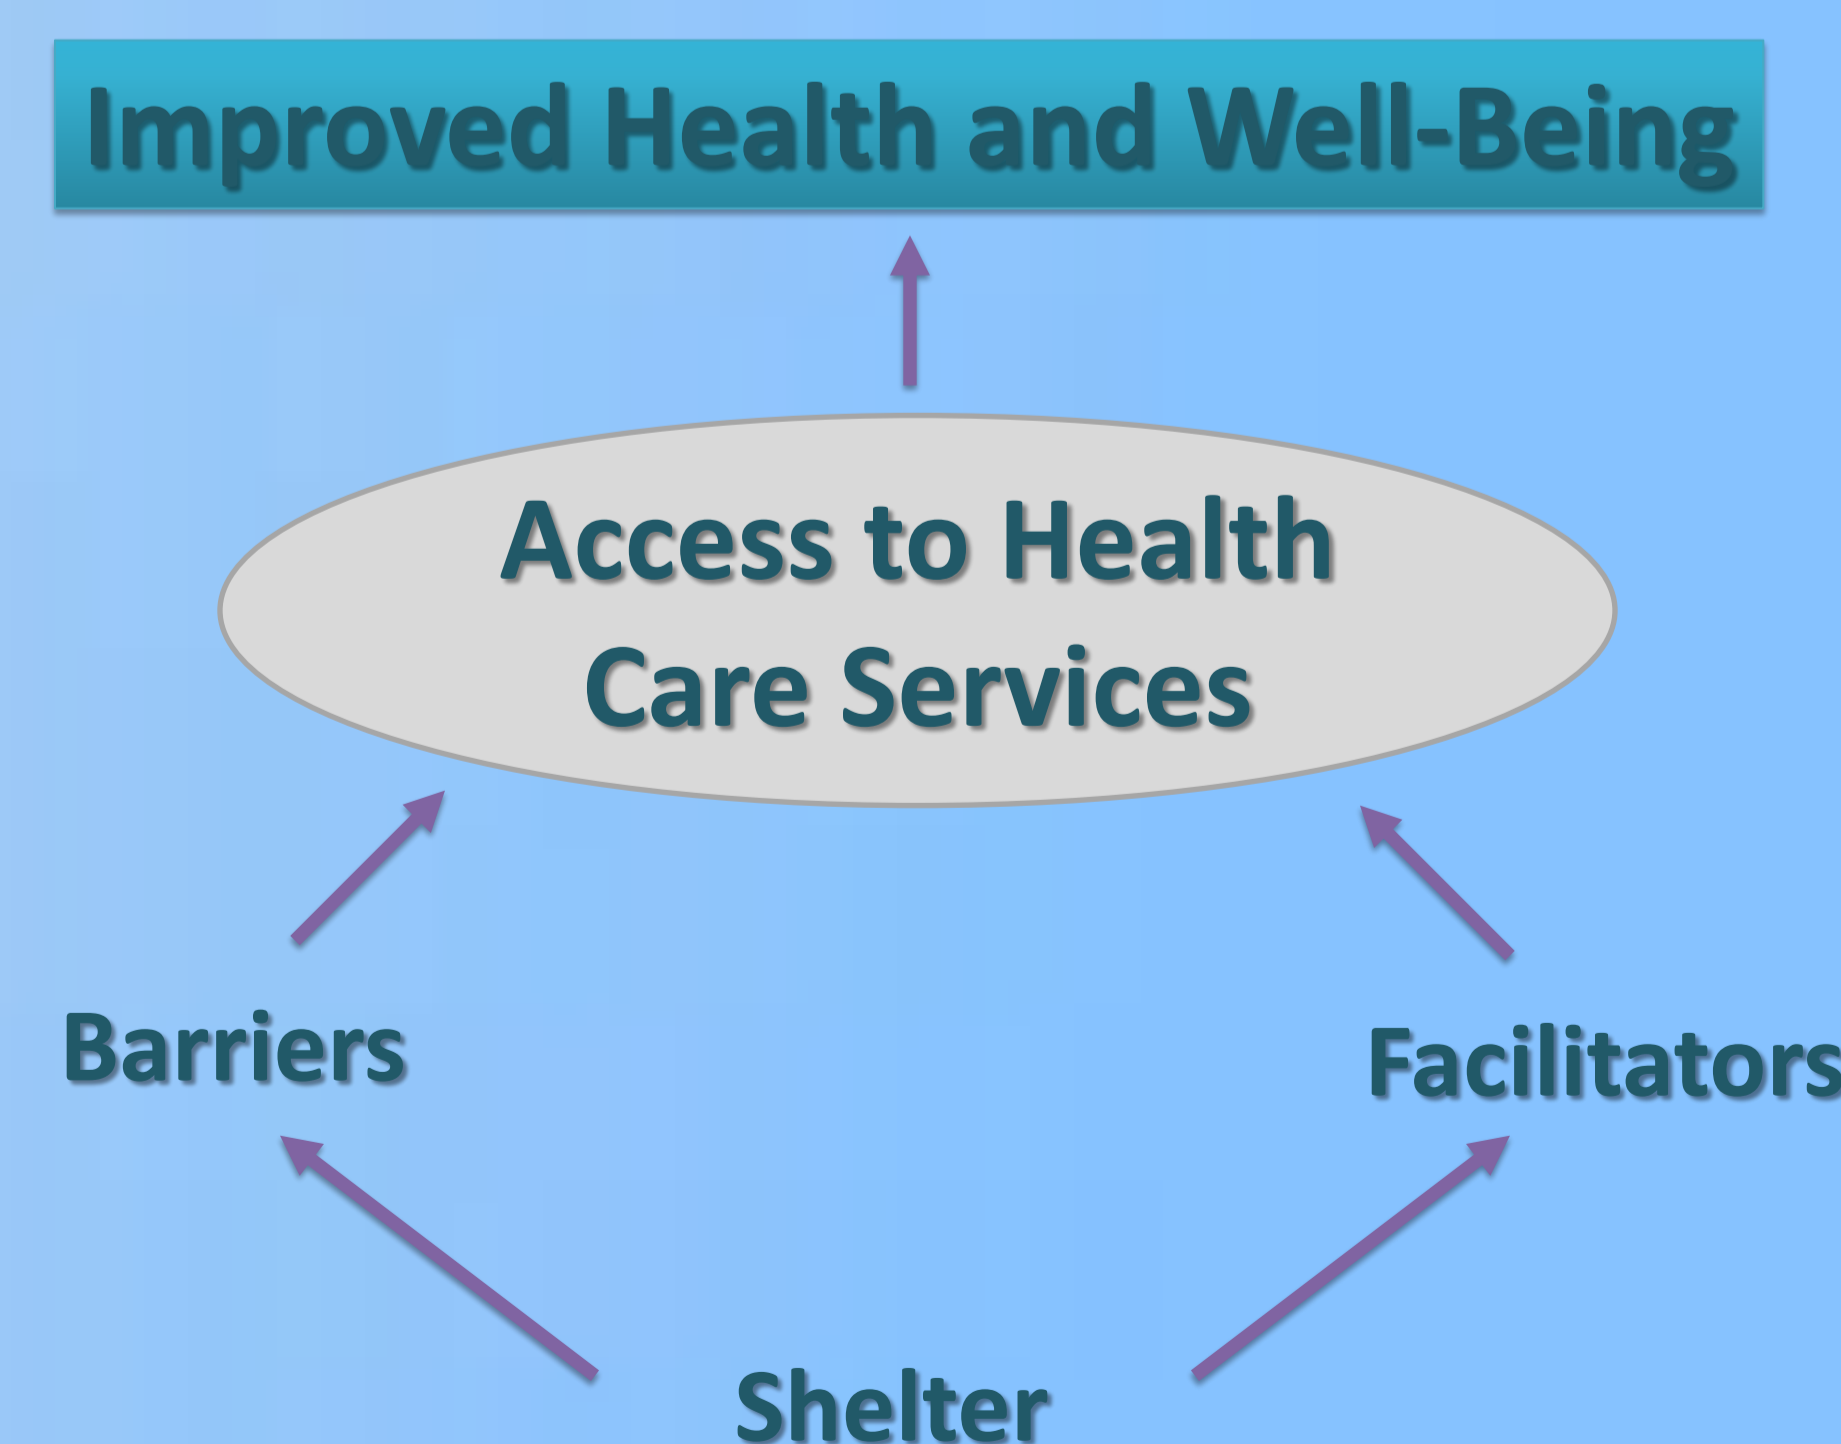 Improved Health and Well-Being
Access to Health
Care Services
Barriers
Facilitators
Shelter